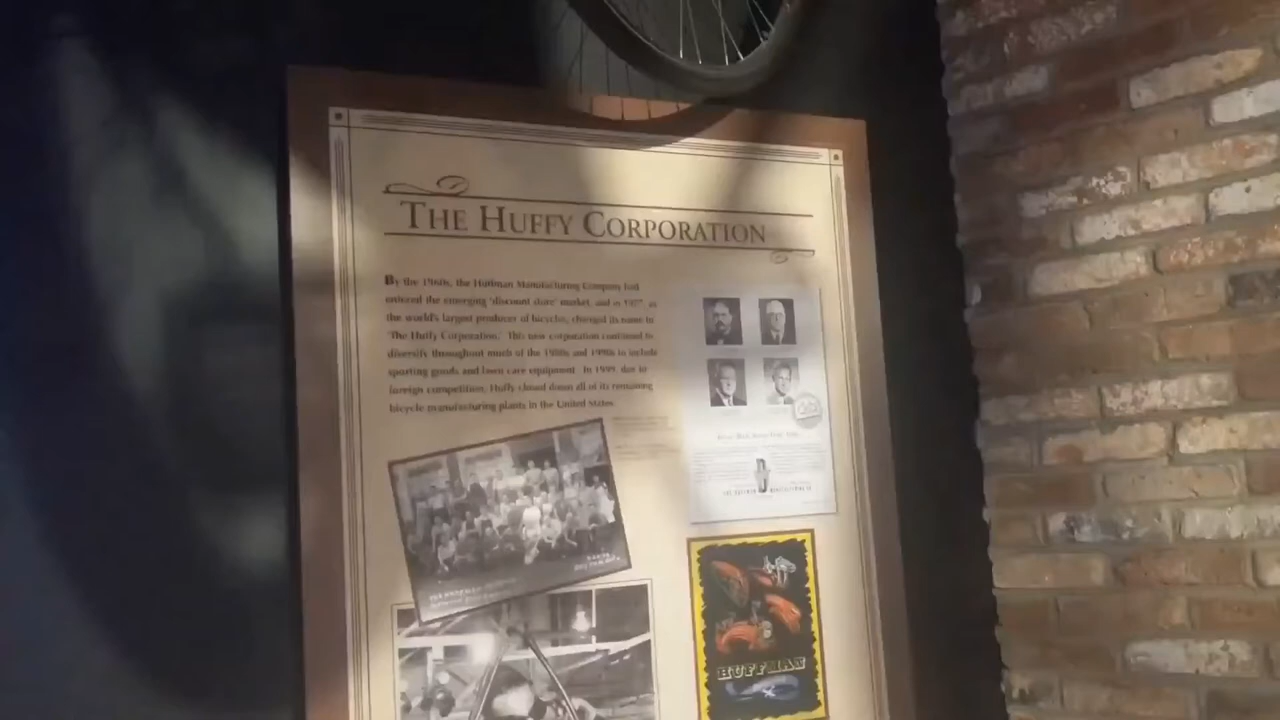 THE HUFFY CORPORATION
By the 1960s, the Huffman Manufacturing Company had
entered the emerging 'discount store' market, and in 1977, as
the world's largest producer of bicycles, changed its name to
'The Huffy Corporation.' This new corporation continued to
diversify throughout much of the 1980s and 1990s to include
sporting goods and lawn care equipment. In 1999, due to
foreign competition, Huffy closed down all of its remaining
bicycle manufacturing plants in the United States.
HUFFMAN